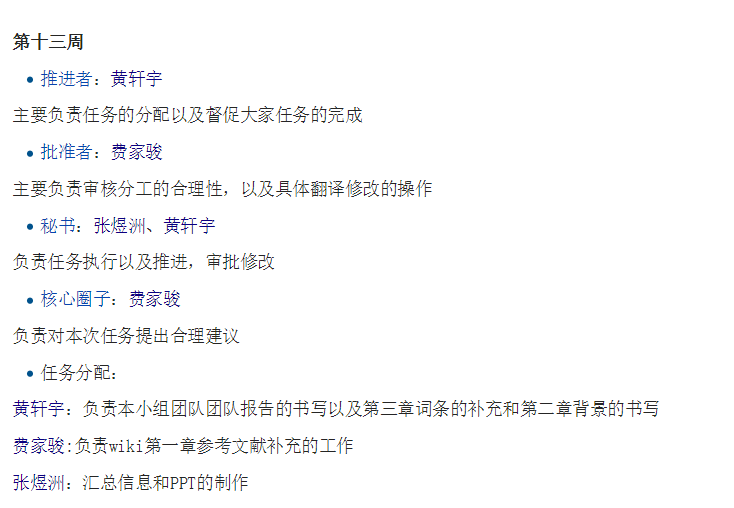 第十三周
推进者：黄轩宇
主要负责任务的分配以及督促大家任务的完成
批准者：费家骏
主要负责审核分工的合理性，以及具体翻译修改的操作
秘书：张煜洲、黄轩宇
负责任务执行以及推进，审批修改
核心圈子：费家骏
负责对本次任务提出合理建议
任务分配：
黄轩宇：负责本小组团队团队报告的书写以及第三章词条的补充和第二章背景的书写
费家骏:负责wiki第一章参考文献补充的工作
张煜洲：汇总信息和PPT的制作